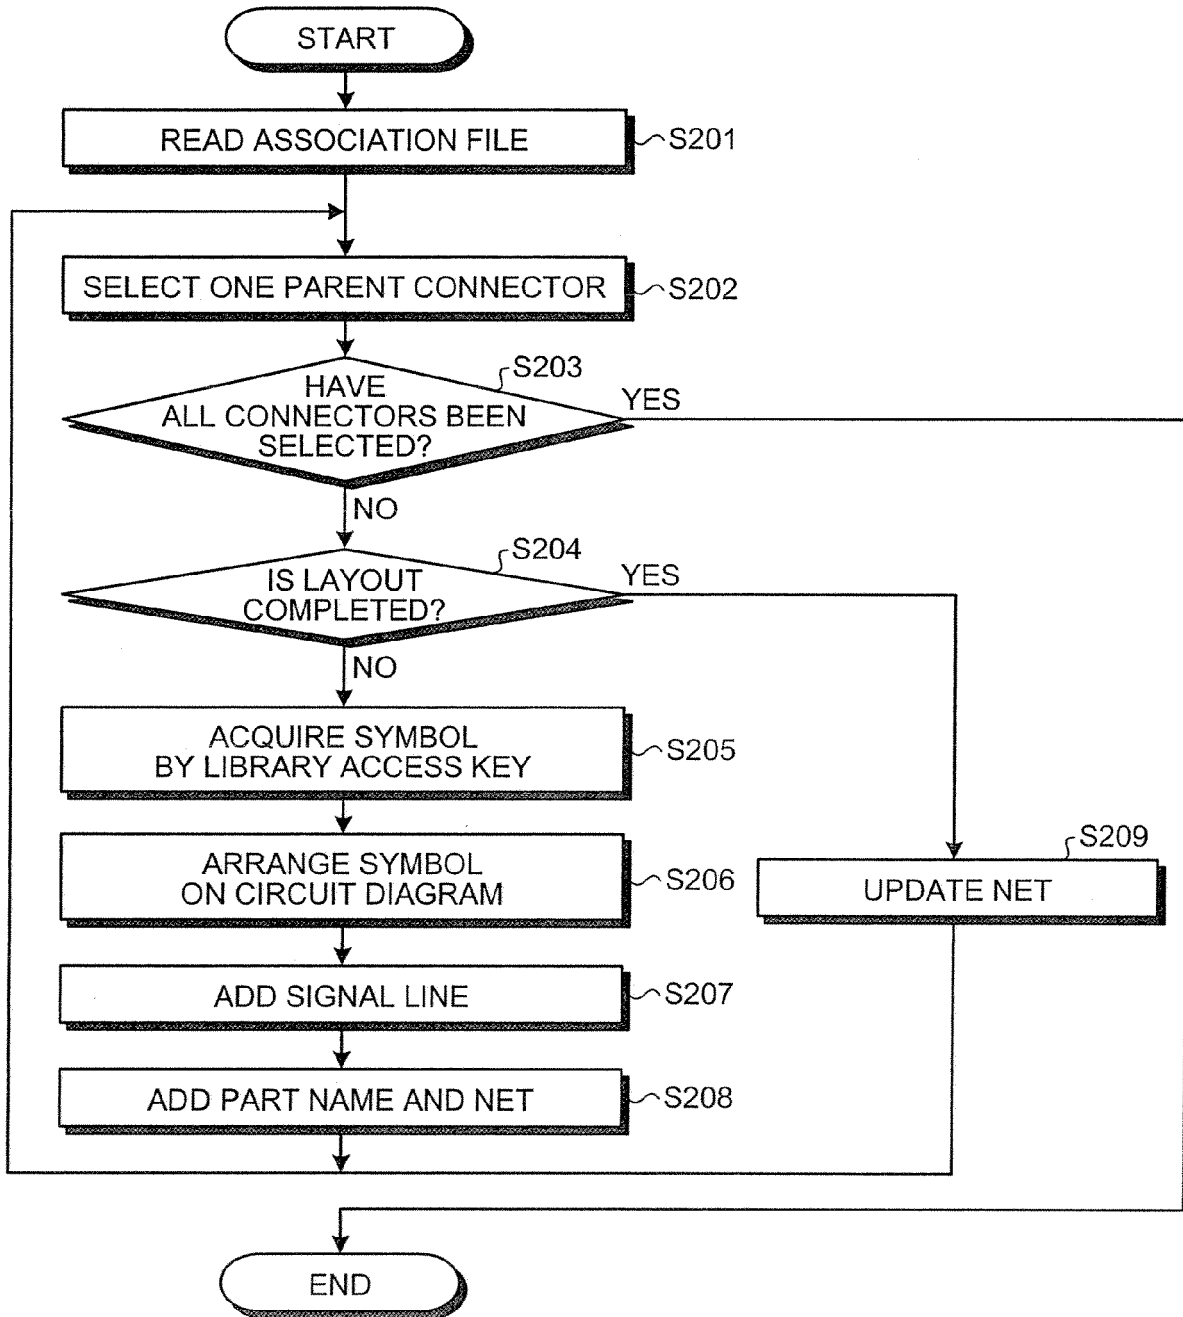 START
READ ASSOCIATION FILE
S201
SELECT ONE PARENT CONNECTOR
S202
S203
HAVE
ALL CONNECTORS BEEN
SELECTED?
YES
NO
S204
IS LAYOUT
COMPLETED?
YES
NO
ACQUIRE SYMBOL
BY LIBRARY ACCESS KEY
S205
ARRANGE SYMBOL
ON CIRCUIT DIAGRAM
S206
S209
UPDATE NET
ADD SIGNAL LINE
S207
ADD PART NAME AND NET
S208
END